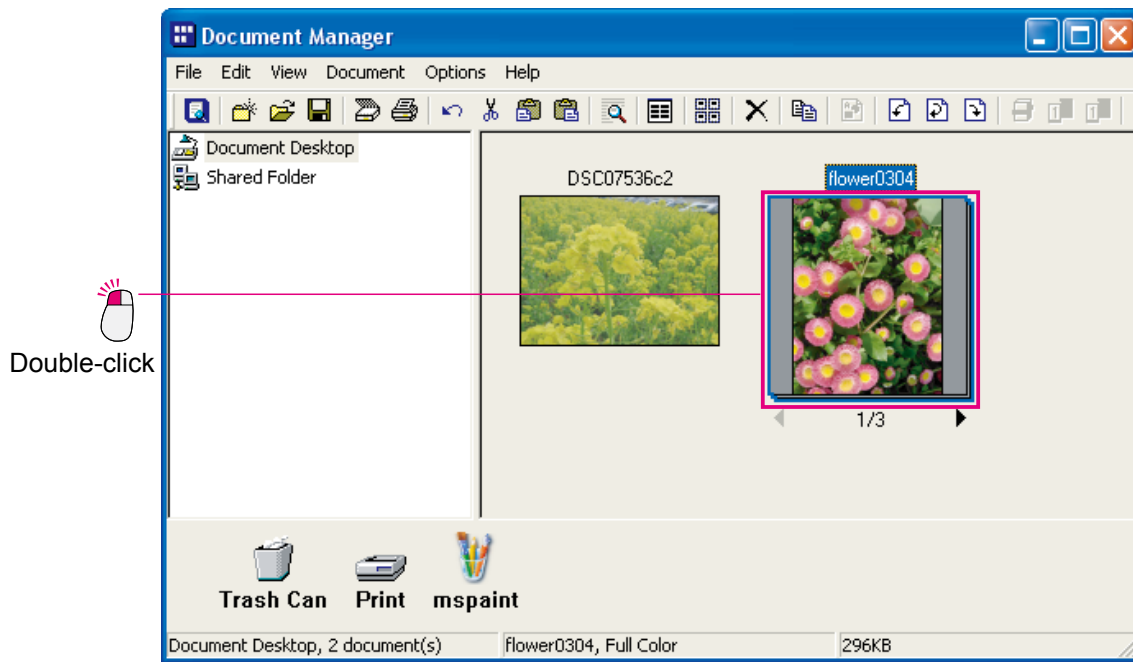 Document Manager
File Edit View Document Options Help
Document Desktop
Shared Folder
DSC07536c2
flower0304
Double-click
1/3
Trash Can Print mspaint
Document Desktop, 2 document(s) flower0304, Full Color 296KB